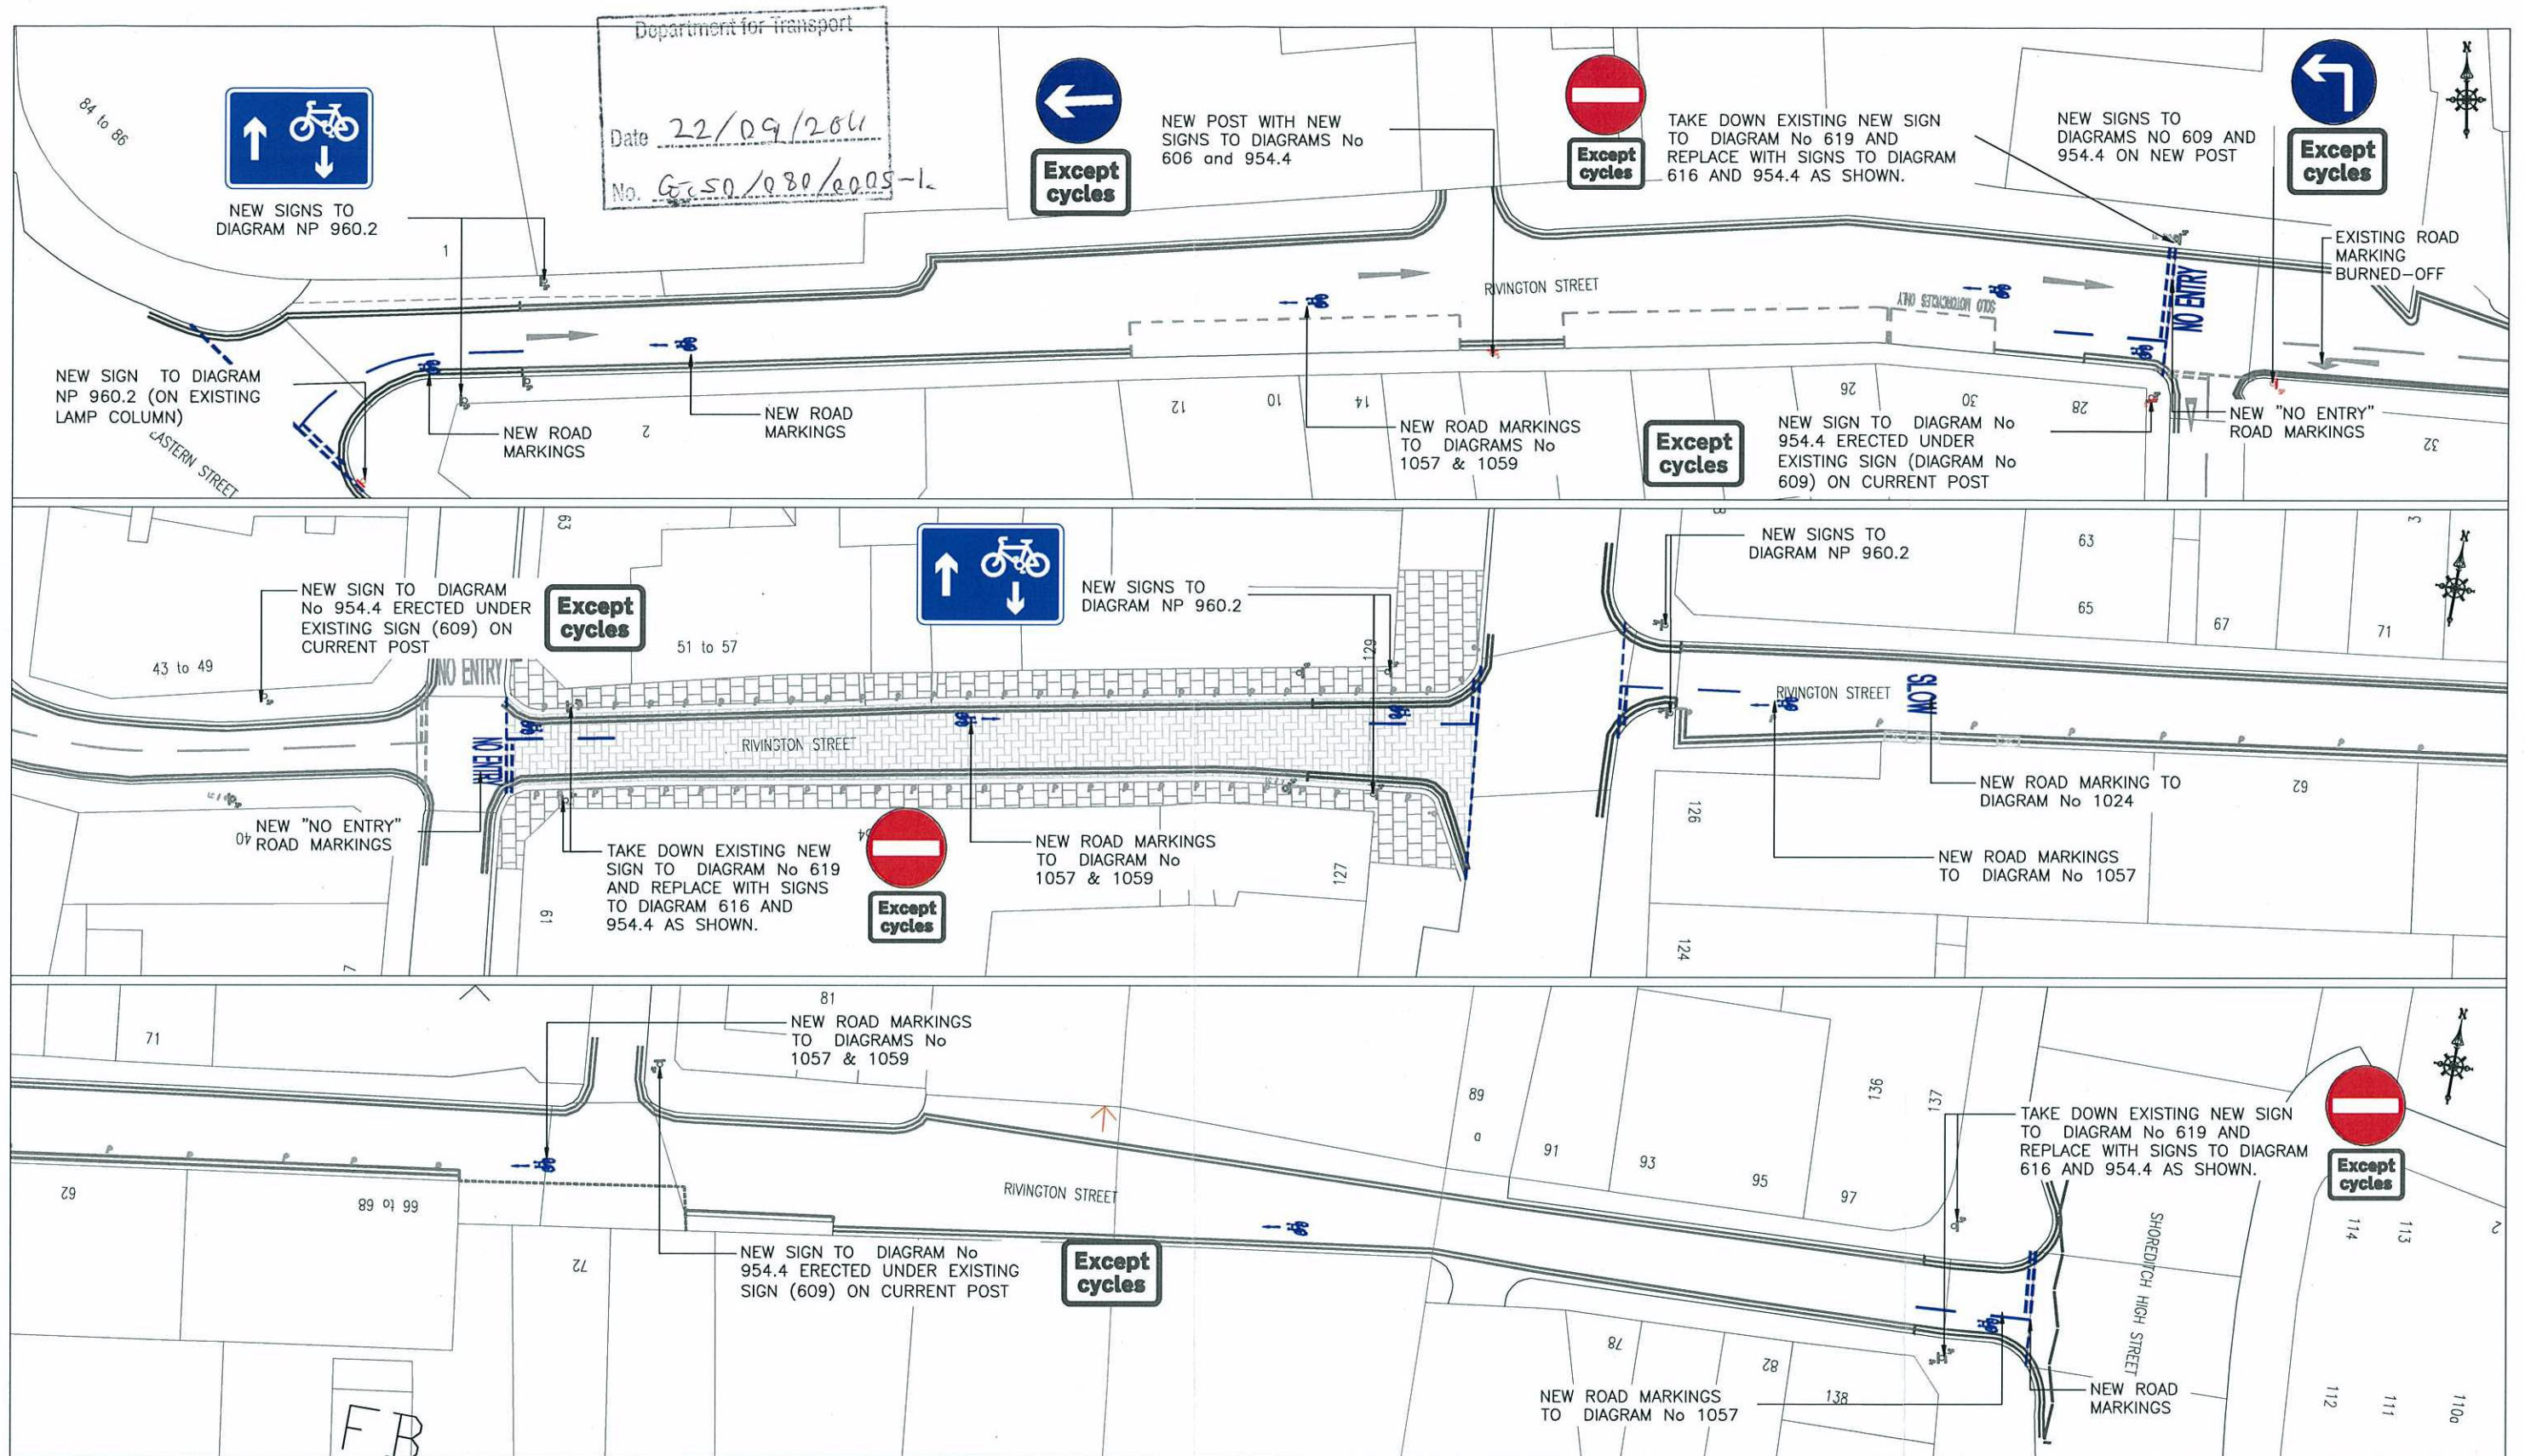 Department for Transport
Date 22/09/2011
No.
84 to 86
NEW SIGNS TO
DIAGRAM NP 960.2
1
Except
cycles
NEW POST WITH NEW
SIGNS TO DIAGRAMS No
606 and 954.4
Except
cycles
TAKE DOWN EXISTING NEW SIGN
TO DIAGRAM No 619 AND
REPLACE WITH SIGNS TO DIAGRAM
616 AND 954.4 AS SHOWN.
NEW SIGNS TO
DIAGRAMS NO 609 AND
954.4 ON NEW POST
Except
cycles
N
EXISTING ROAD
MARKING
BURNED-OFF
RIVINGTON STREET
SOLO MOTORCYCLES ONLY
NO ENTRY
NEW SIGN TO DIAGRAM
NP 960.2 (ON EXISTING
LAMP COLUMN)
EASTERN STREET
NEW ROAD
MARKINGS
2
NEW ROAD
MARKINGS
12
10
14
NEW ROAD MARKINGS
TO DIAGRAMS No
1057 & 1059
Except
cycles
26
30
28
NEW SIGN TO DIAGRAM No
954.4 ERECTED UNDER
EXISTING SIGN (DIAGRAM No
609) ON CURRENT POST
NEW "NO ENTRY"
ROAD MARKINGS
32
63
NEW SIGN TO DIAGRAM
No 954.4 ERECTED UNDER
EXISTING SIGN (609) ON
CURRENT POST
Except
cycles
43 to 49
NO ENTRY
51 to 57
NEW SIGNS TO
DIAGRAM NP 960.2
129
NEW SIGNS TO
DIAGRAM NP 960.2
63
65
67
71
3
N
RIVINGTON STREET
NO ENTRY
RIVINGTON STREET
SLOW
40
NEW "NO ENTRY"
ROAD MARKINGS
7
61
TAKE DOWN EXISTING NEW
SIGN TO DIAGRAM No 619
AND REPLACE WITH SIGNS
TO DIAGRAM 616 AND
954.4 AS SHOWN.
Except
cycles
NEW ROAD MARKINGS
TO DIAGRAM No
1057 & 1059
127
126
124
NEW ROAD MARKING TO
DIAGRAM No 1024
62
NEW ROAD MARKINGS
TO DIAGRAM No 1057
71
81
NEW ROAD MARKINGS
TO DIAGRAMS No
1057 & 1059
62
66 to 68
72
NEW SIGN TO DIAGRAM No
954.4 ERECTED UNDER EXISTING
SIGN (609) ON CURRENT POST
Except
cycles
RIVINGTON STREET
89
a
91
93
95
97
136
137
N
TAKE DOWN EXISTING NEW SIGN
TO DIAGRAM No 619 AND
REPLACE WITH SIGNS TO DIAGRAM
616 AND 954.4 AS SHOWN.
Except
cycles
SHOREDITCH HIGH STREET
114
113
2
78
82
138
NEW ROAD MARKINGS
TO DIAGRAM No 1057
NEW ROAD
MARKINGS
112
111
110a
FB